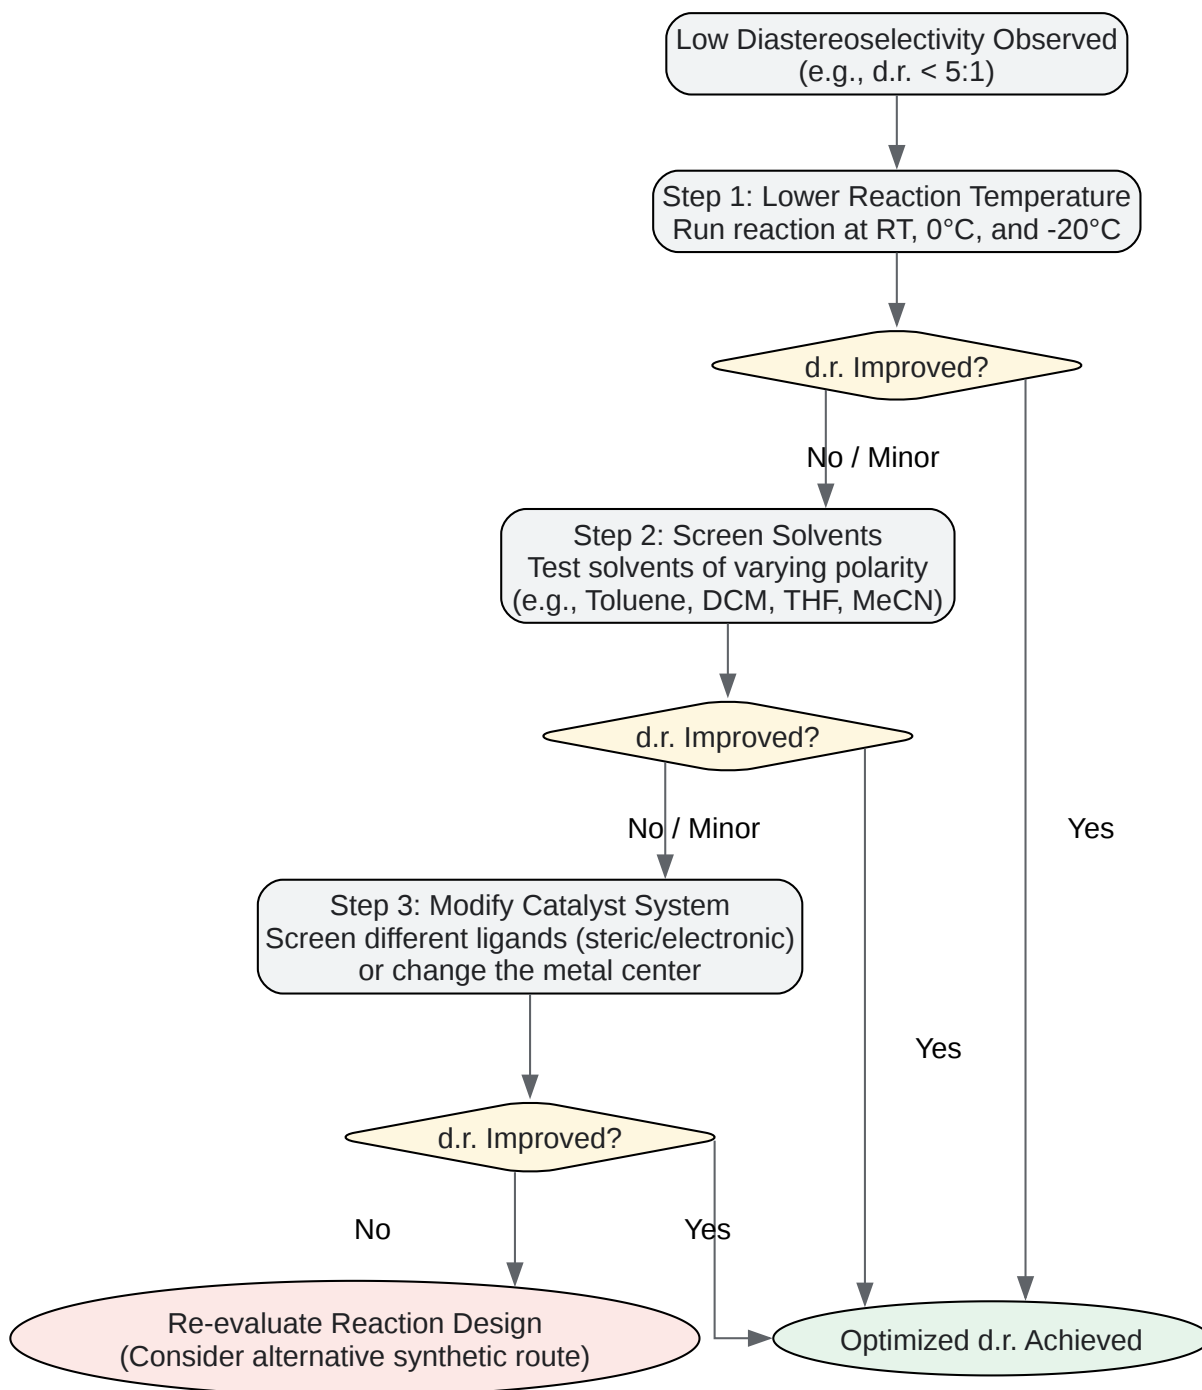 Low Diastereoselectivity Observed
(e.g., d.r. < 5:1)
Step 1: Lower Reaction Temperature
Run reaction at RT, 0°C, and -20°C
d.r. Improved?
No / Minor
Step 2: Screen Solvents
Test solvents of varying polarity
(e.g., Toluene, DCM, THF, MeCN)
d.r. Improved?
No / Minor
Yes
Step 3: Modify Catalyst System
Screen different ligands (steric/electronic)
or change the metal center
Yes
d.r. Improved?
No
Yes
Re-evaluate Reaction Design
(Consider alternative synthetic route)
Optimized d.r. Achieved